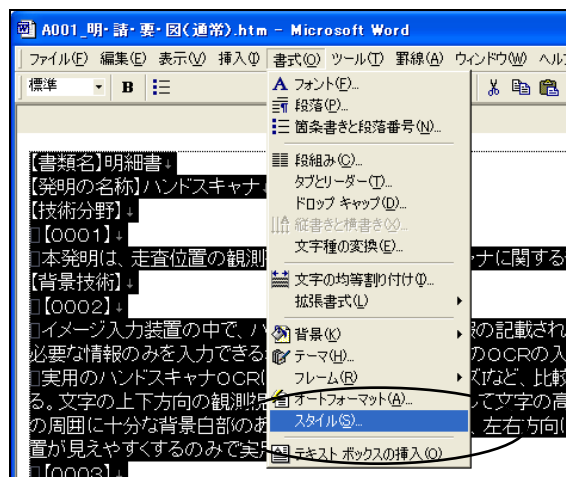 A001_明・請・要・図(通常).htm - Microsoft Word
ファイル(F) 編集(E) 表示(V) 挿入(I) 書式(O) ツール(T) 罫線(A) ウィンドウ(W) ヘル
標準 B
A フォント(F)...
段落(P)...
箇条書きと段落番号(N)...
段組み(C)...
タブとリーダー(T)...
ドロップ キャップ(D)...
縦書きと横書き(X)...
文字種の変換(E)...
文字の均等割り付け(I)...
拡張書式(L)
背景(K)
テーマ(H)...
フレーム(R)
オートフォーマット(A)...
スタイル(S)...
テキスト ボックスの挿入(O)
【書類名】明細書↓
【発明の名称】ハンドスキャナ↓
【技術分野】↓
□【0001】↓
□本発明は、走査位置の観測 ャナに関する
【背景技術】↓
□【0002】↓
□イメージ入力装置の中で、ハ の記載され
必要な情報のみを入力できる のOCRの入
□実用のハンドスキャナOCR( など、比較
る。文字の上下方向の観測 して文字の高
の周囲に十分な背景白部のあ 、左右方向に
置が見えやすくするのみで実
□【0003】↓